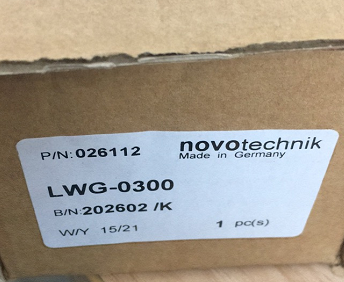 P/N: 026112 novotechnik
Made in Germany
LWG-0300
B/N: 202602 /K
W/Y 15/21 1 pc(s)